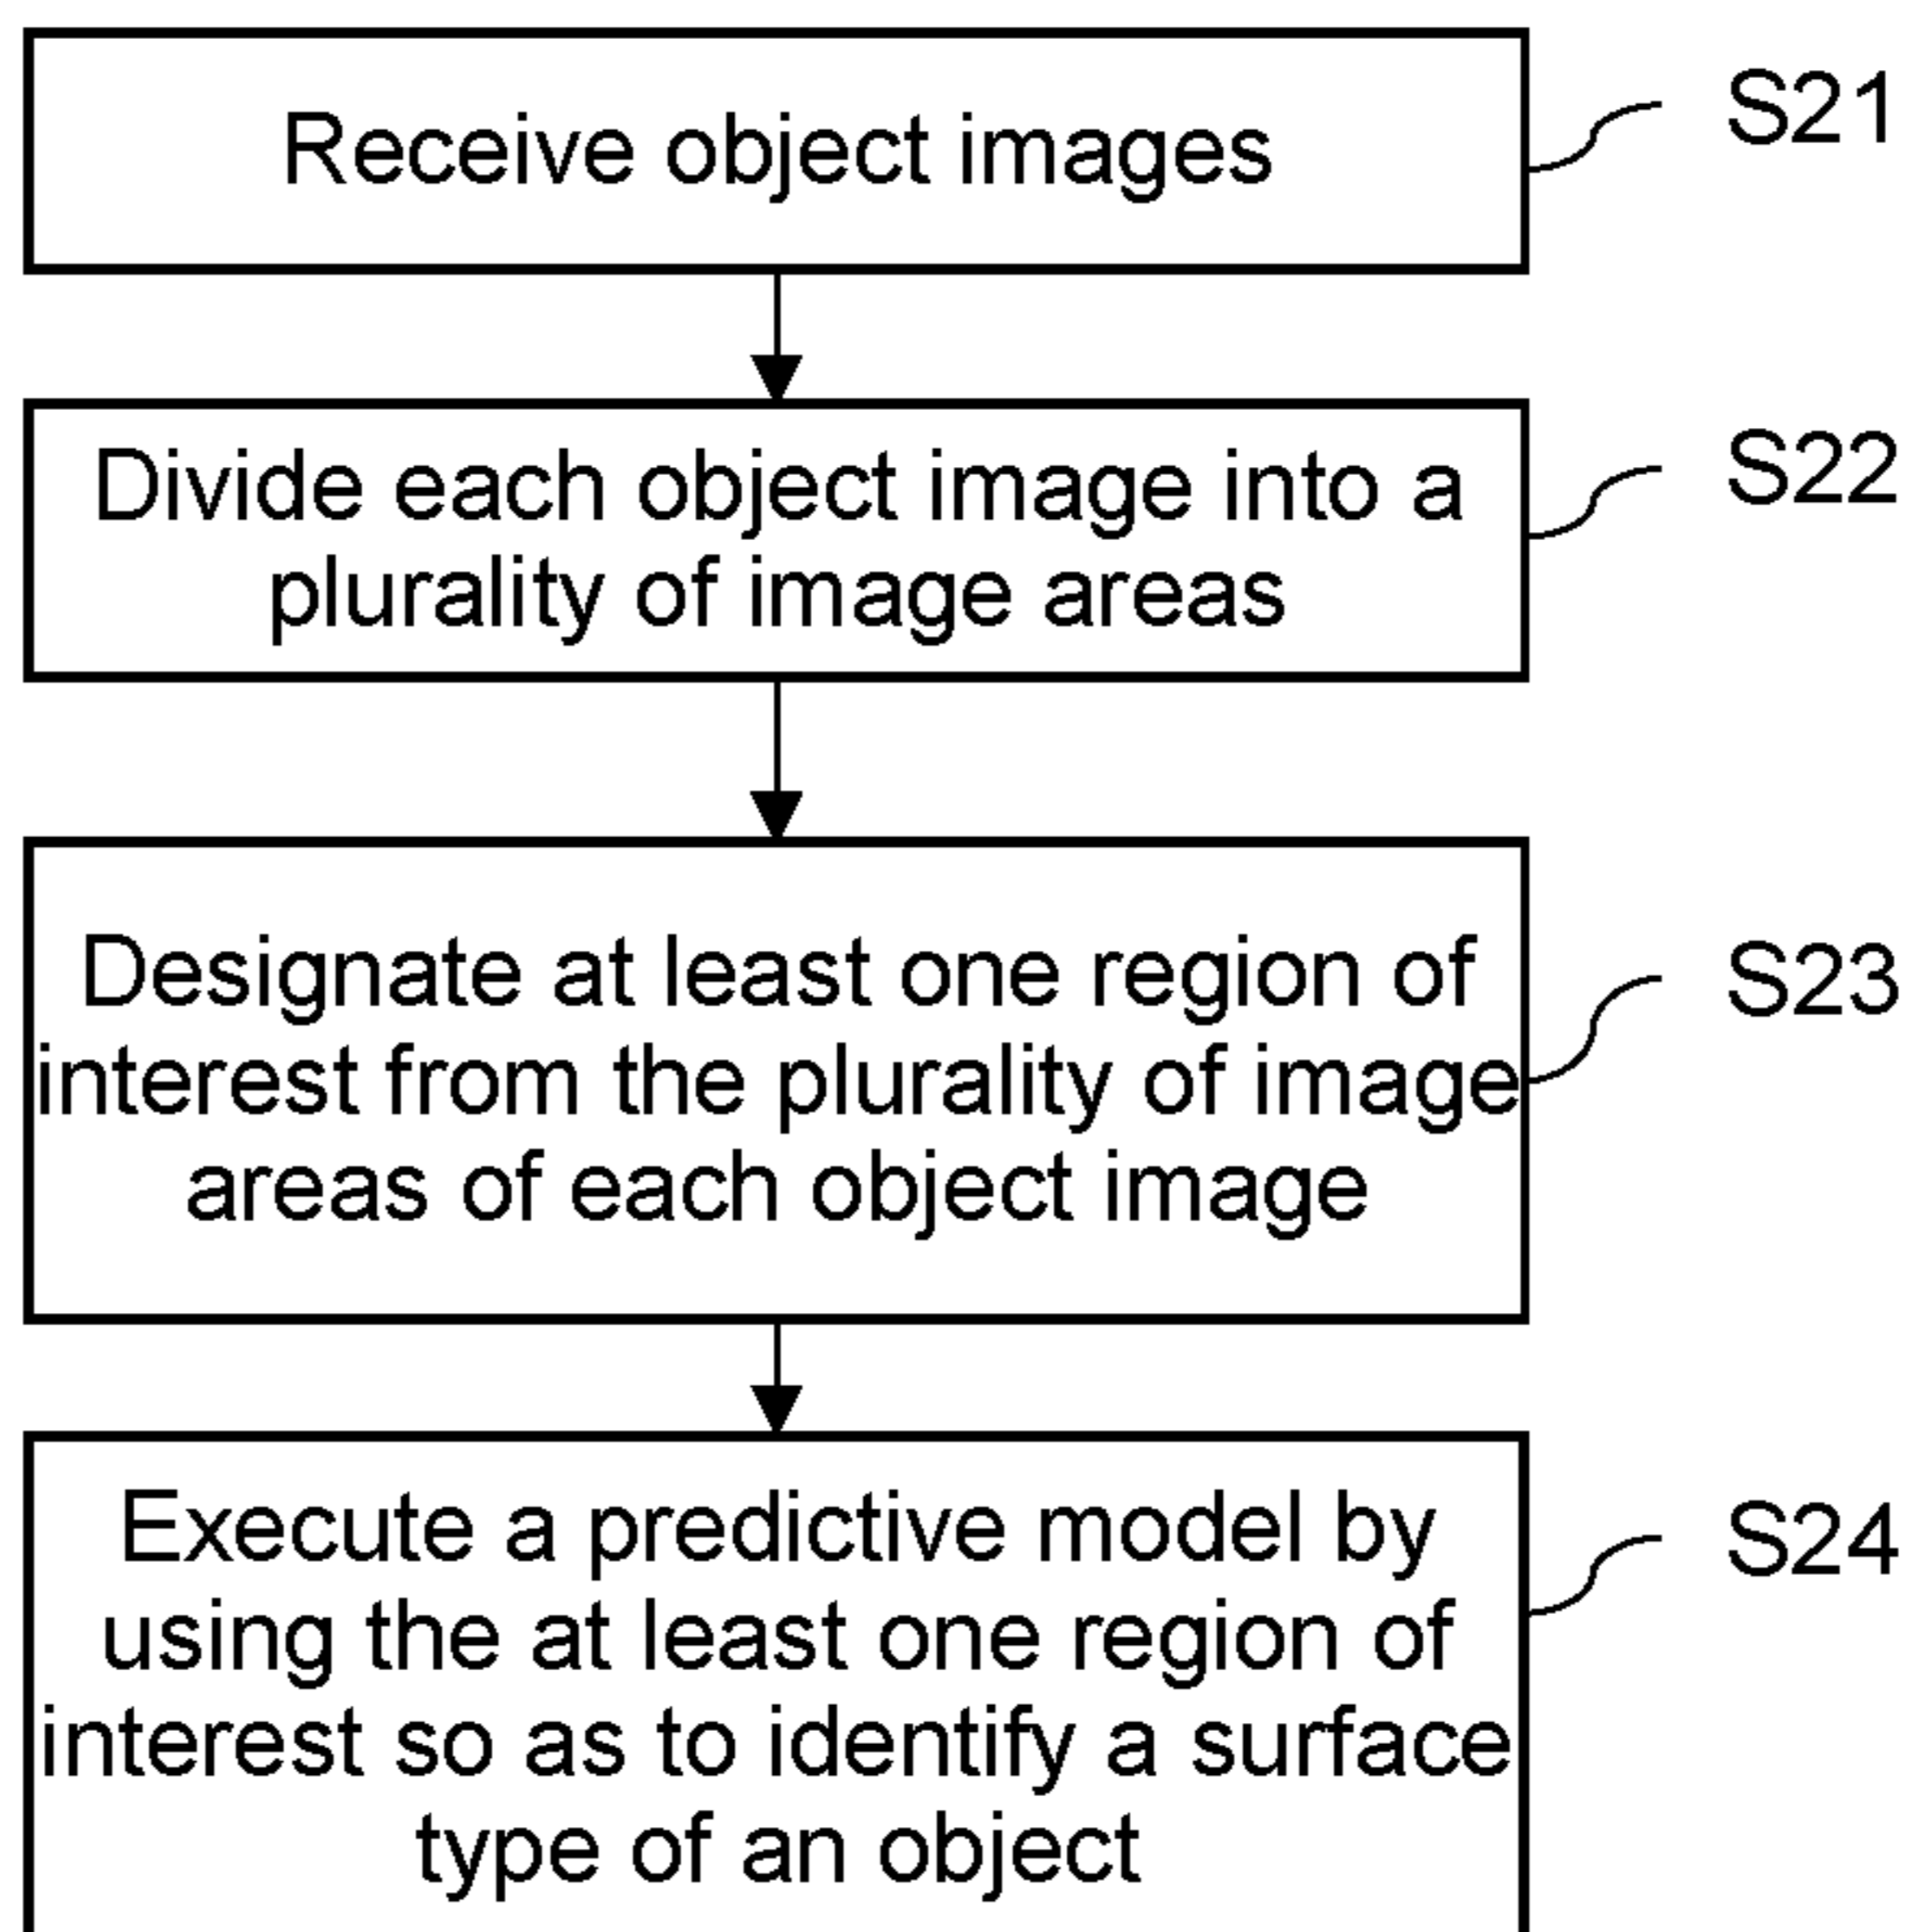 Receive object images
S21
Divide each object image into a
plurality of image areas
S22
Designate at least one region of
interest from the plurality of image
areas of each object image
S23
Execute a predictive model by
using the at least one region of
interest so as to identify a surface
type of an object
S24